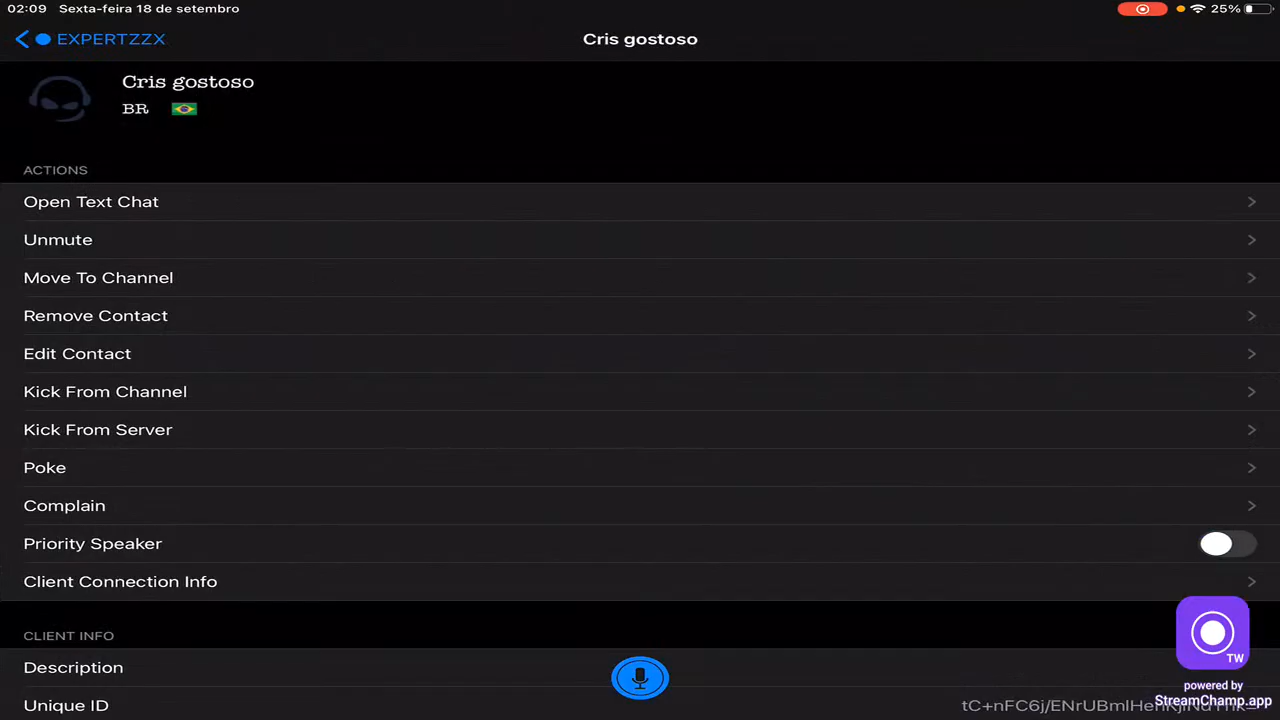 02:09 Sexta-feira 18 de setembro 25%
EXPERTZZX Cris gostoso
Cris gostoso
BR
ACTIONS
Open Text Chat
Unmute
Move To Channel
Remove Contact
Edit Contact
Kick From Channel
Kick From Server
Poke
Complain
Priority Speaker
Client Connection Info
CLIENT INFO
TW
Description
powered by
StreamChamp.app
Unique ID